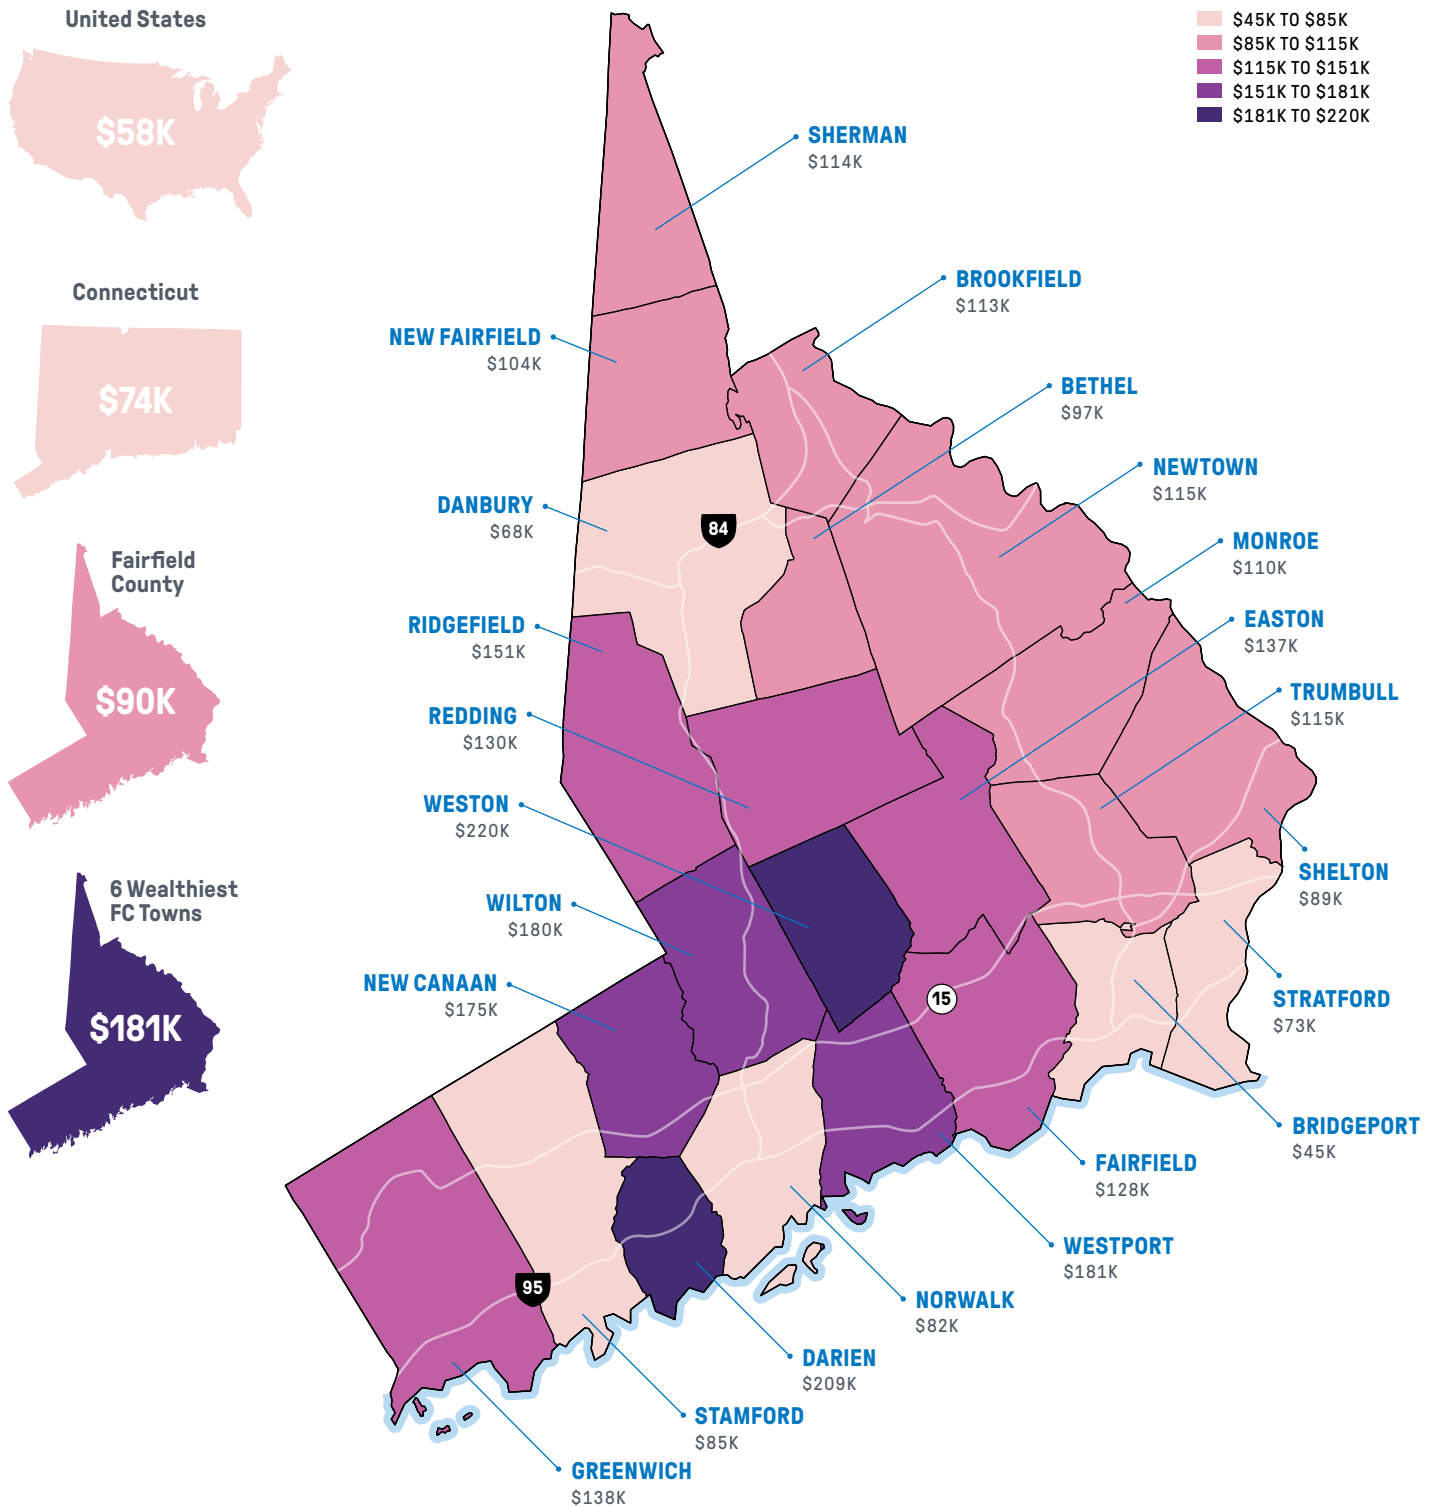 United States
$58K
Connecticut
$74K
Fairfield
County
$90K
6 Wealthiest
FC Towns
$181K
$45K TO $85K
$85K TO $115K
$115K TO $151K
$151K TO $181K
$181K TO $220K
SHERMAN
$114K
BROOKFIELD
$113K
NEW FAIRFIELD
$104K
BETHEL
$97K
NEWTOWN
$115K
DANBURY
$68K
84
MONROE
$110K
RIDGEFIELD
$151K
EASTON
$137K
TRUMBULL
$115K
REDDING
$130K
WESTON
$220K
SHELTON
$89K
WILTON
$180K
NEW CANAAN
$175K
15
STRATFORD
$73K
BRIDGEPORT
$45K
FAIRFIELD
$128K
WESTPORT
$181K
95
NORWALK
$82K
DARIEN
$209K
STAMFORD
$85K
GREENWICH
$138K